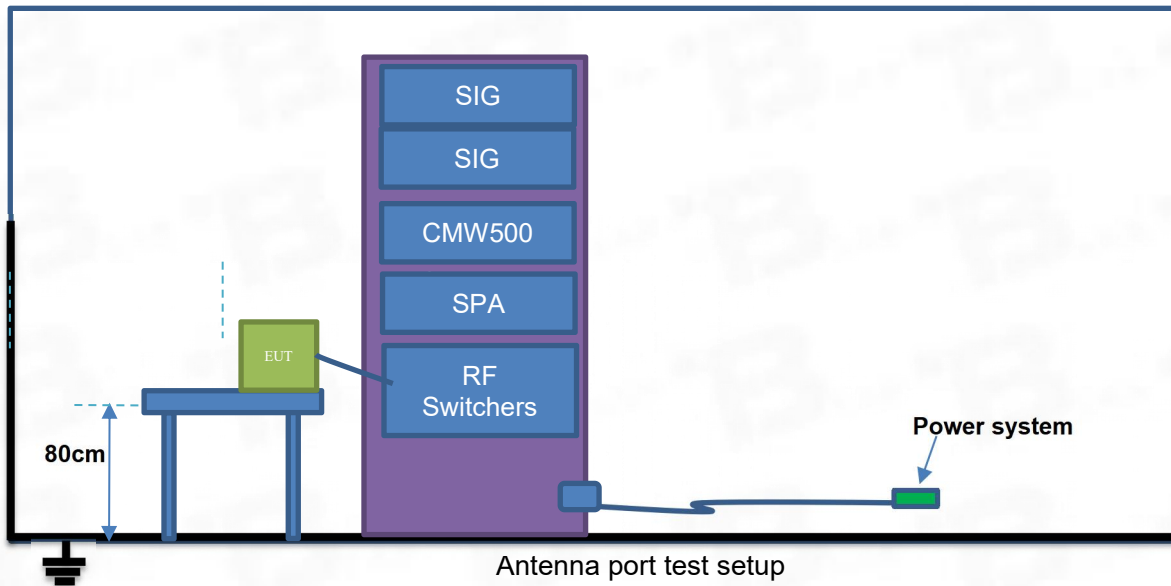 SIG
SIG
CMW500
SPA
EUT
RF
Switchers
Power system
80cm
Antenna port test setup